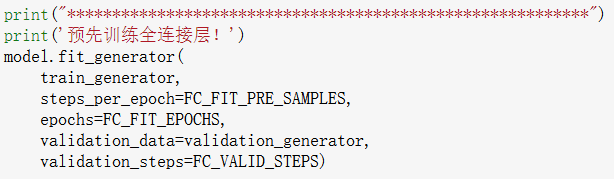 print("*********************************************************")
print('预先训练全连接层！')
model.fit_generator(
    train_generator,
    steps_per_epoch=FC_FIT_PRE_SAMPLES,
    epochs=FC_FIT_EPOCHS,
    validation_data=validation_generator,
    validation_steps=FC_VALID_STEPS)